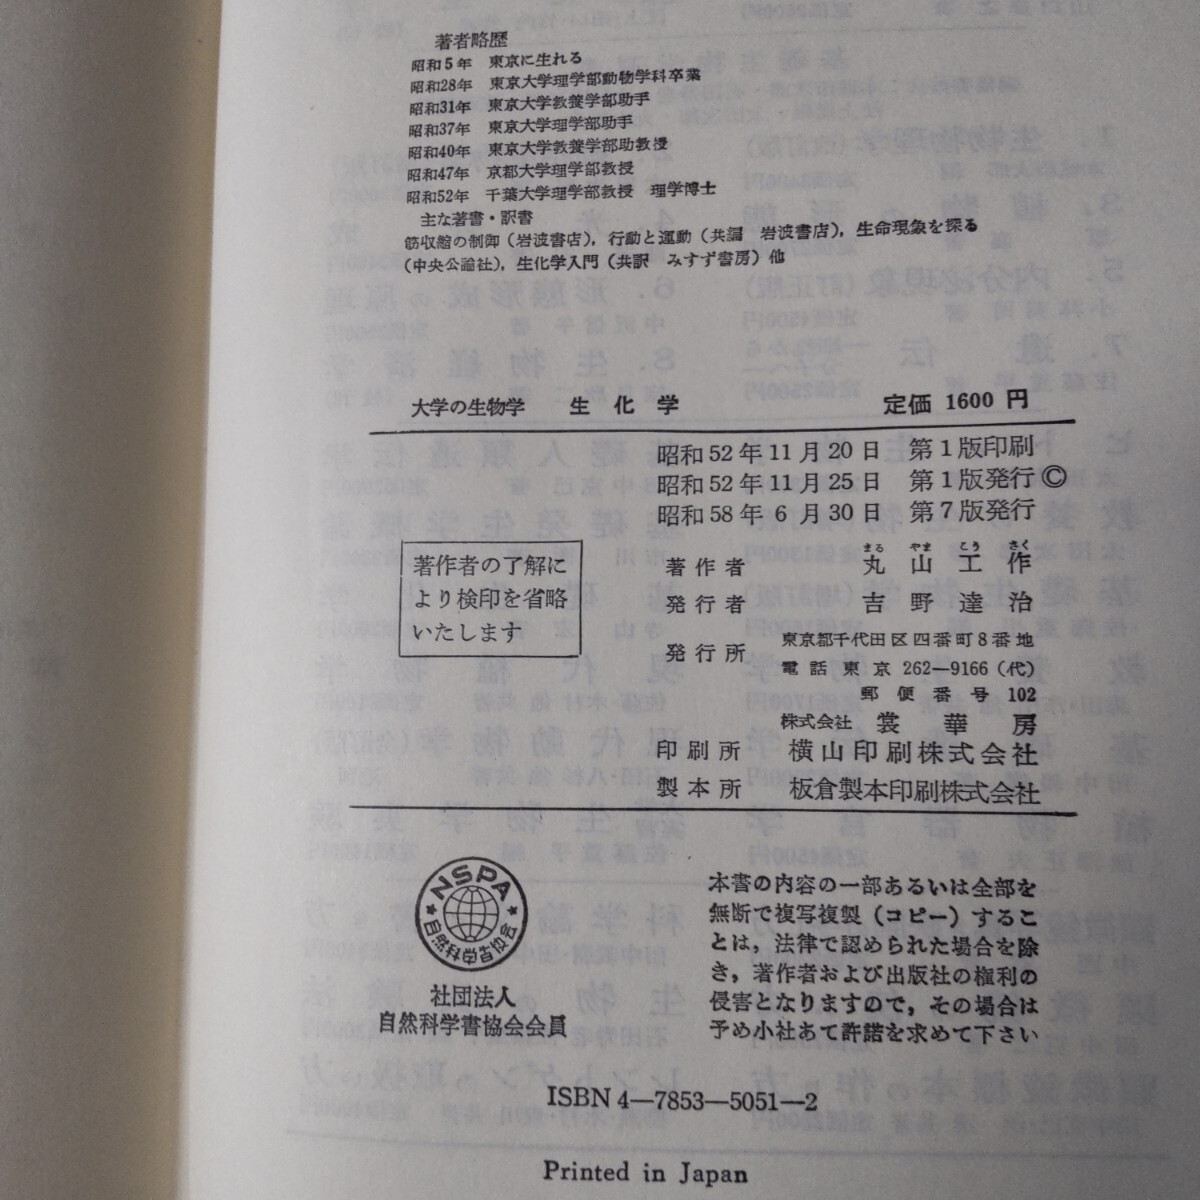 著者略歴
昭和5年 東京に生れる
昭和28年 東京大学理学部動物学科卒業
昭和31年 東京大学教養学部助手
昭和37年 東京大学理学部助手
昭和40年 東京大学教養学部助教授
昭和47年 京都大学理学部教授
昭和52年 千葉大学理学部教授 理学博士
主な著書・訳書
筋収縮の制御(岩波書店),行動と運動(共編 岩波書店),生命現象を探る
(中央公論社),生化学入門(共訳 みすず書房)他
大学の生物学 生化学 定価 1600円
昭和52年11月20日 第1版印刷
昭和52年11月25日 第1版発行©
昭和58年6月30日 第7版発行
著作者の了解に
より検印を省略
いたします
まる やま こう さく
著作者 丸山工作
発行者 吉野達治
発行所 東京都千代田区四番町8番地
電話東京 262-9166(代)
郵便番号 102
株式会社 裳華房
印刷所 横山印刷株式会社
製本所 板倉製本印刷株式会社
NSPA
自然科学書協会
社団法人
自然科学書協会会員
本書の内容の一部あるいは全部を
無断で複写複製(コピー)するこ
とは,法律で認められた場合を除
き,著作者および出版社の権利の
侵害となりますので,その場合は
予め小社あて許諾を求めて下さい
ISBN 4-7853-5051-2
Printed in Japan